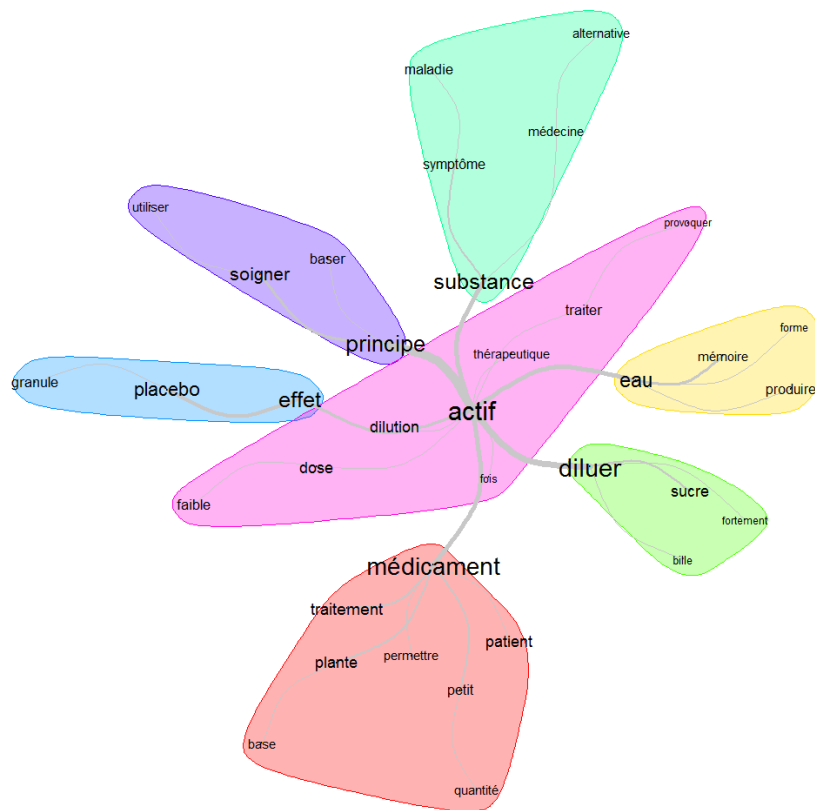 alternative
maladie
médecine
symptôme
utiliser
provoquer
baser
soigner
substance
traiter
forme
principe
thérapeutique
mémoire
eau
granule
placebo
produire
effet
actif
dilution
diluer
dose
fois
sucre
faible
fortement
bille
médicament
traitement
patient
permettre
plante
petit
base
quantité